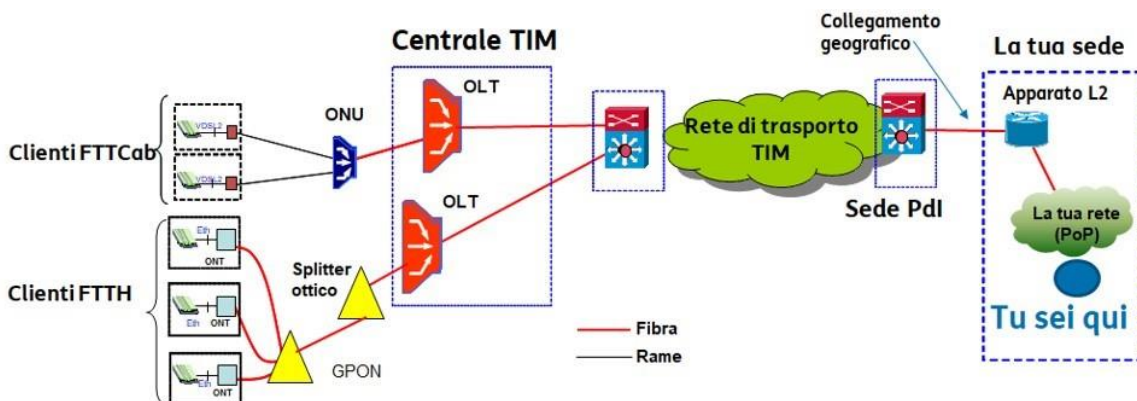 Collegamento
geografico
Centrale TIM
La tua sede
OLT
Apparato L2
ONU
Clienti FTTCab
VDSL2
VDSL2
Rete di trasporto
TIM
OLT
Sede PdI
La tua rete
(PoP)
Eth
ONT
Splitter
ottico
Clienti FTTH
Eth
ONT
Tu sei qui
Fibra
Rame
GPON
Eth
ONT